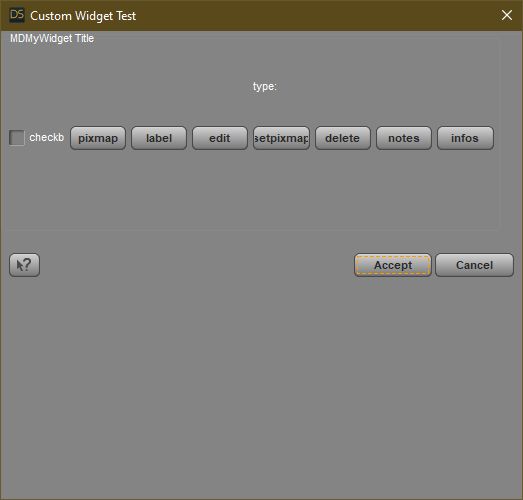 DS Custom Widget Test
MDMyWidget Title
type:
checkb pixmap label edit setpixmap delete notes infos
? Accept Cancel